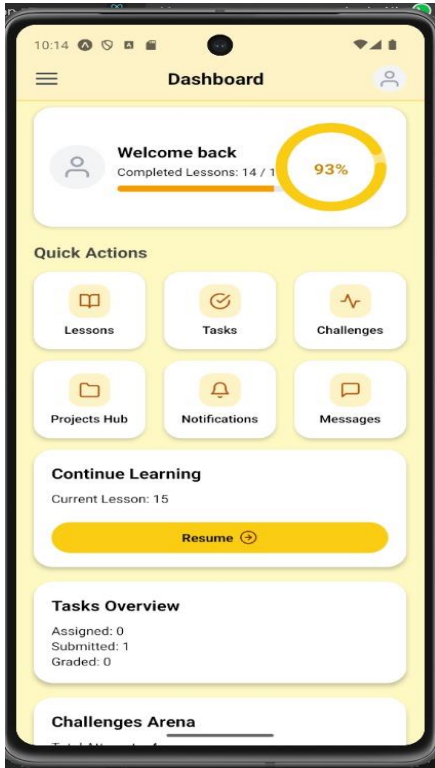 10:14
Dashboard
Welcome back
Completed Lessons: 14 / 1
93%
Quick Actions
Lessons
Tasks
Challenges
Projects Hub
Notifications
Messages
Continue Learning
Current Lesson: 15
Resume
Tasks Overview
Assigned: 0
Submitted: 1
Graded: 0
Challenges Arena